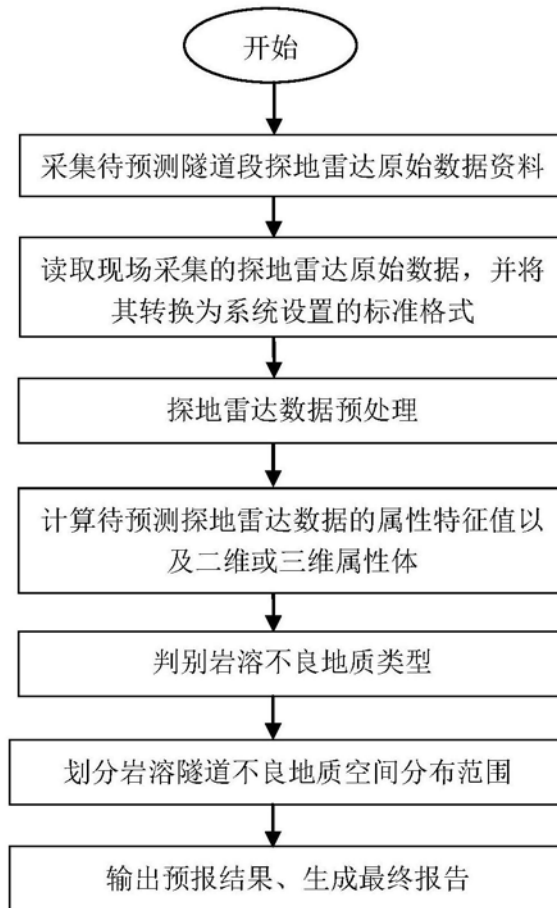 开始
采集待预测隧道段探地雷达原始数据资料
读取现场采集的探地雷达原始数据，并将
其转换为系统设置的标准格式
探地雷达数据预处理
计算待预测探地雷达数据的属性特征值以
及二维或三维属性体
判别岩溶不良地质类型
划分岩溶隧道不良地质空间分布范围
输出预报结果、生成最终报告